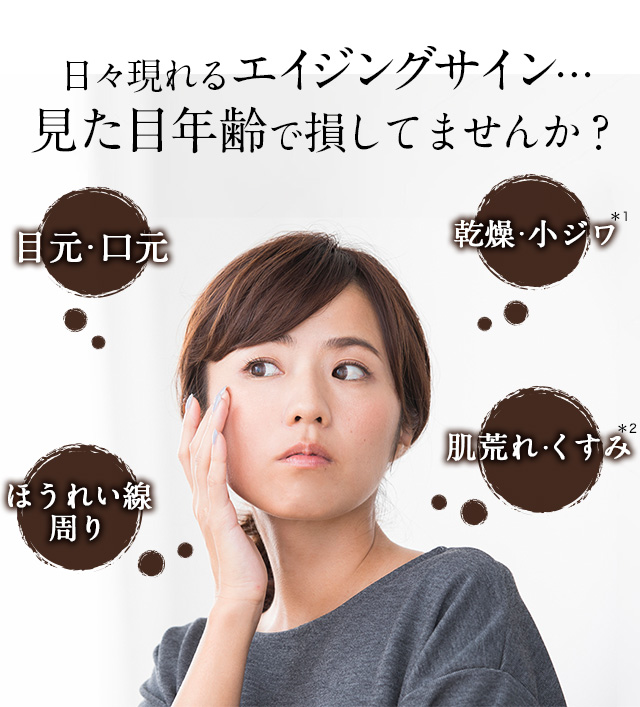 日々現れるエイジングサイン…
見た目年齢で損してませんか？
目元・口元
乾燥・小ジワ＊1
肌荒れ・くすみ＊2
ほうれい線
周り